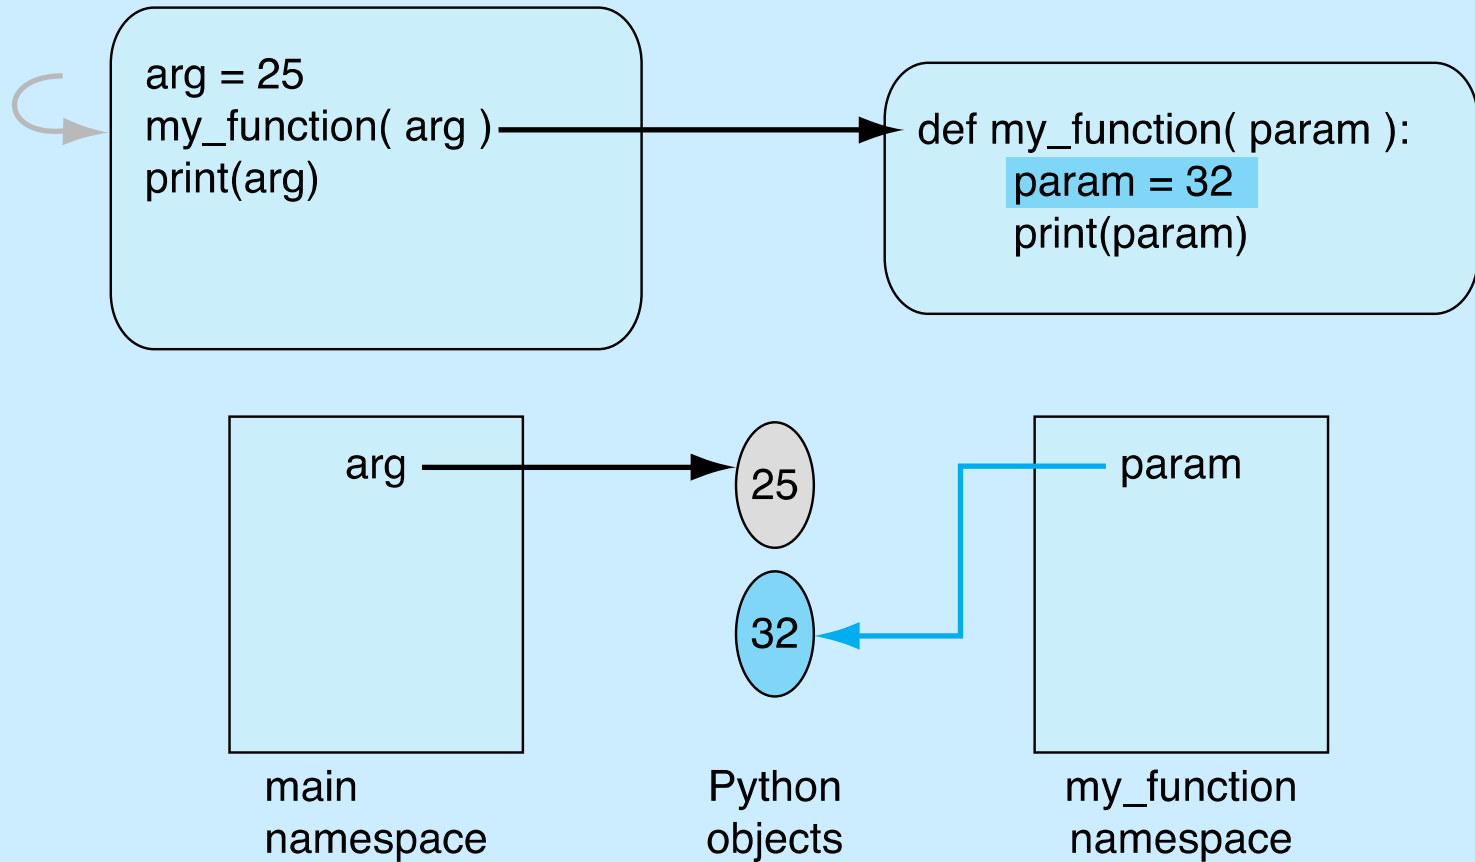 arg = 25
my_function( arg )
print(arg)
def my_function( param ):
param = 32
print(param)
arg
25
32
param
main
namespace
Python
objects
my_function
namespace